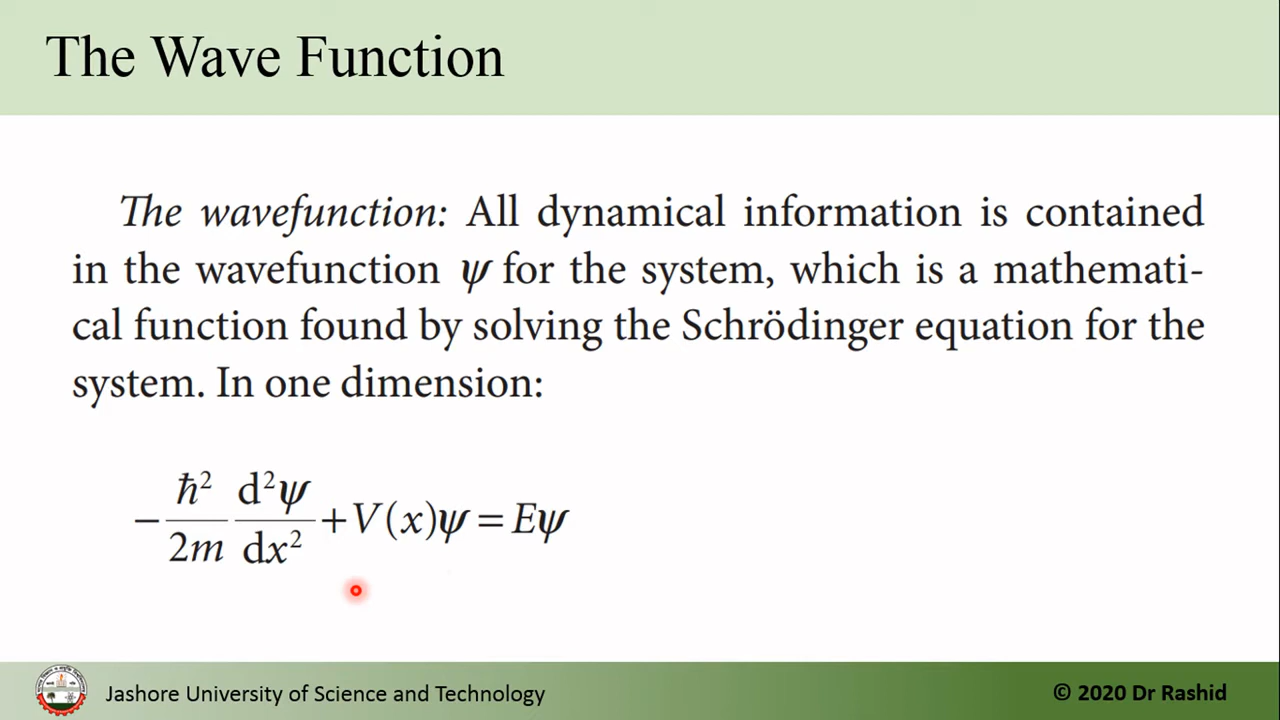 The Wave Function
The wavefunction: All dynamical information is contained
in the wavefunction ψ for the system, which is a mathemati-
cal function found by solving the Schrödinger equation for the
system. In one dimension:
−ħ²/2m d²ψ/dx² + V(x)ψ = Eψ
Jashore University of Science and Technology
© 2020 Dr Rashid